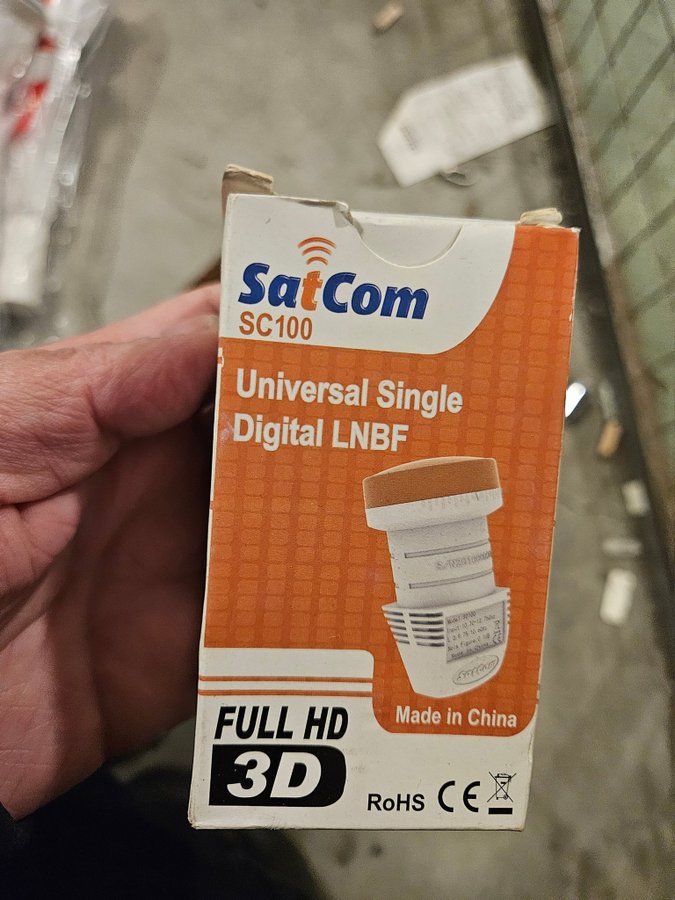 SatCom
SC100
Universal Single
Digital LNBF
Made in China
FULL HD
3D
RoHS CE